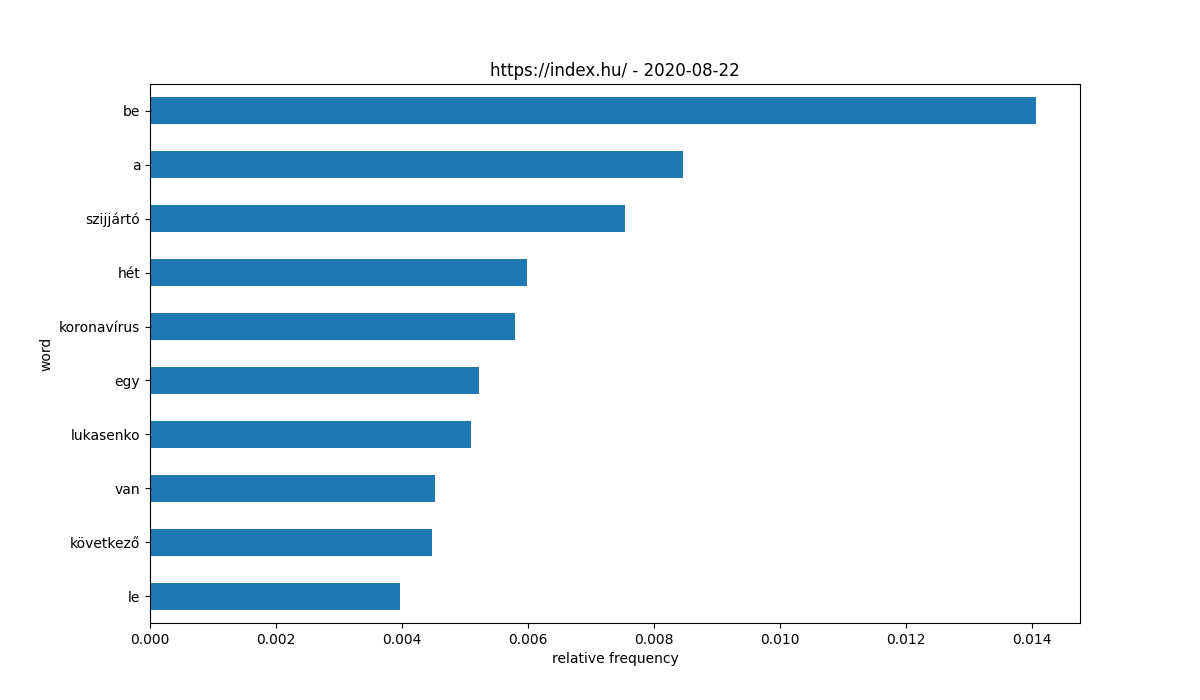 https://index.hu/ - 2020-08-22
word
be
a
szijjártó
hét
koronavírus
egy
lukasenko
van
következő
le
0.000 0.002 0.004 0.006 0.008 0.010 0.012 0.014
relative frequency